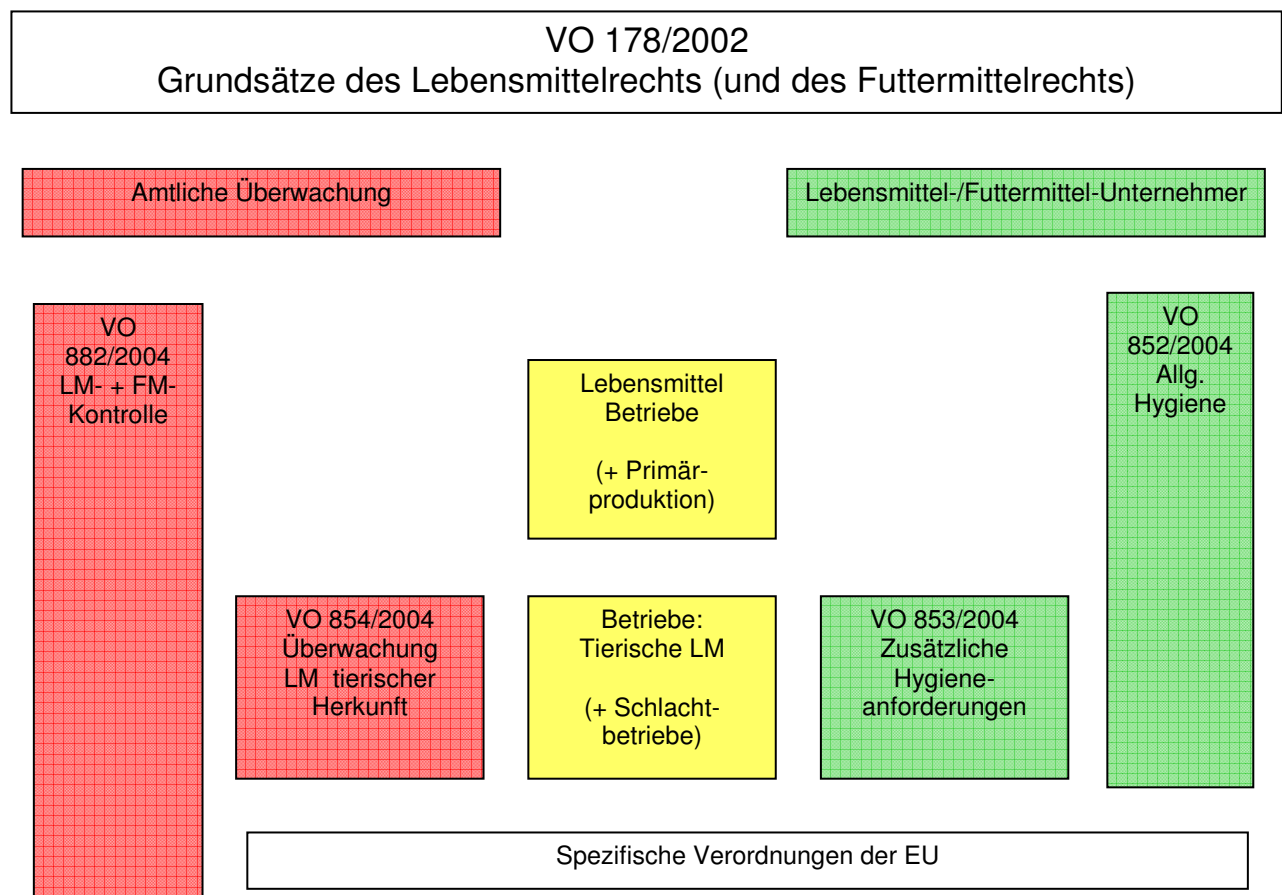 VO 178/2002
Grundsätze des Lebensmittelrechts (und des Futtermittelrechts)
Amtliche Überwachung
Lebensmittel-/Futtermittel-Unternehmer
VO
882/2004
LM- + FM-
Kontrolle
Lebensmittel
Betriebe
(+ Primär-
produktion)
VO
852/2004
Allg.
Hygiene
VO 854/2004
Überwachung
LM tierischer
Herkunft
Betriebe:
Tierische LM
(+ Schlacht-
betriebe)
VO 853/2004
Zusätzliche
Hygiene-
anforderungen
Spezifische Verordnungen der EU